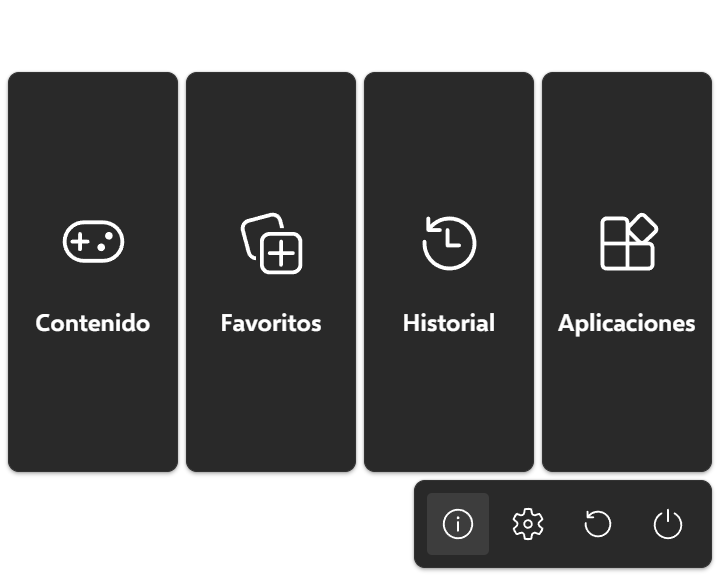 Contenido
Favoritos
Historial
Aplicaciones